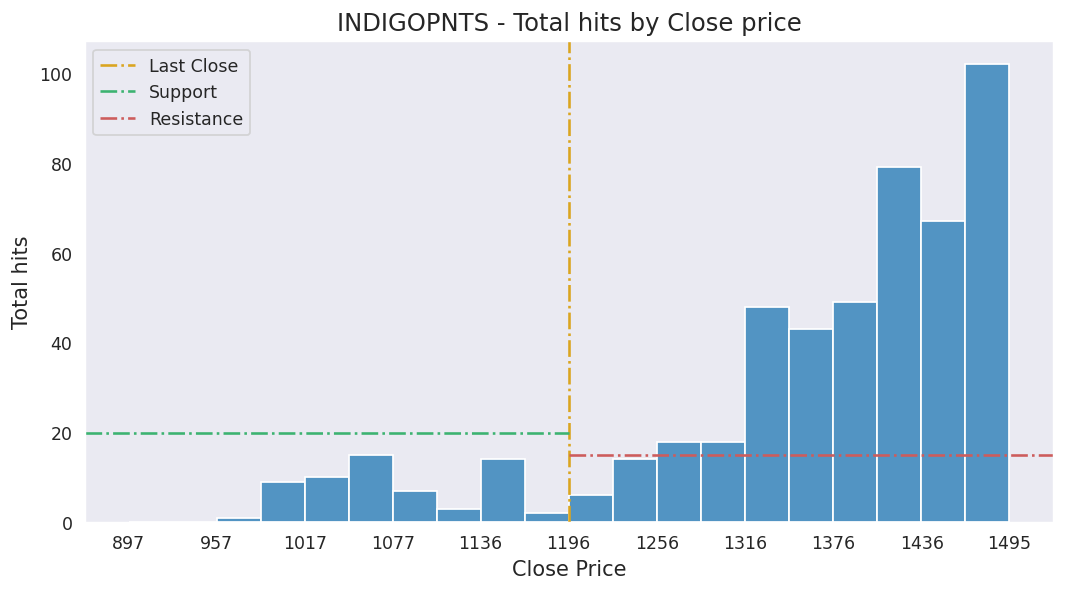 INDIGOPNTS - Total hits by Close price
Last Close
Support
Resistance
Total hits
100
80
60
40
20
0
897 957 1017 1077 1136 1196 1256 1316 1376 1436 1495
Close Price